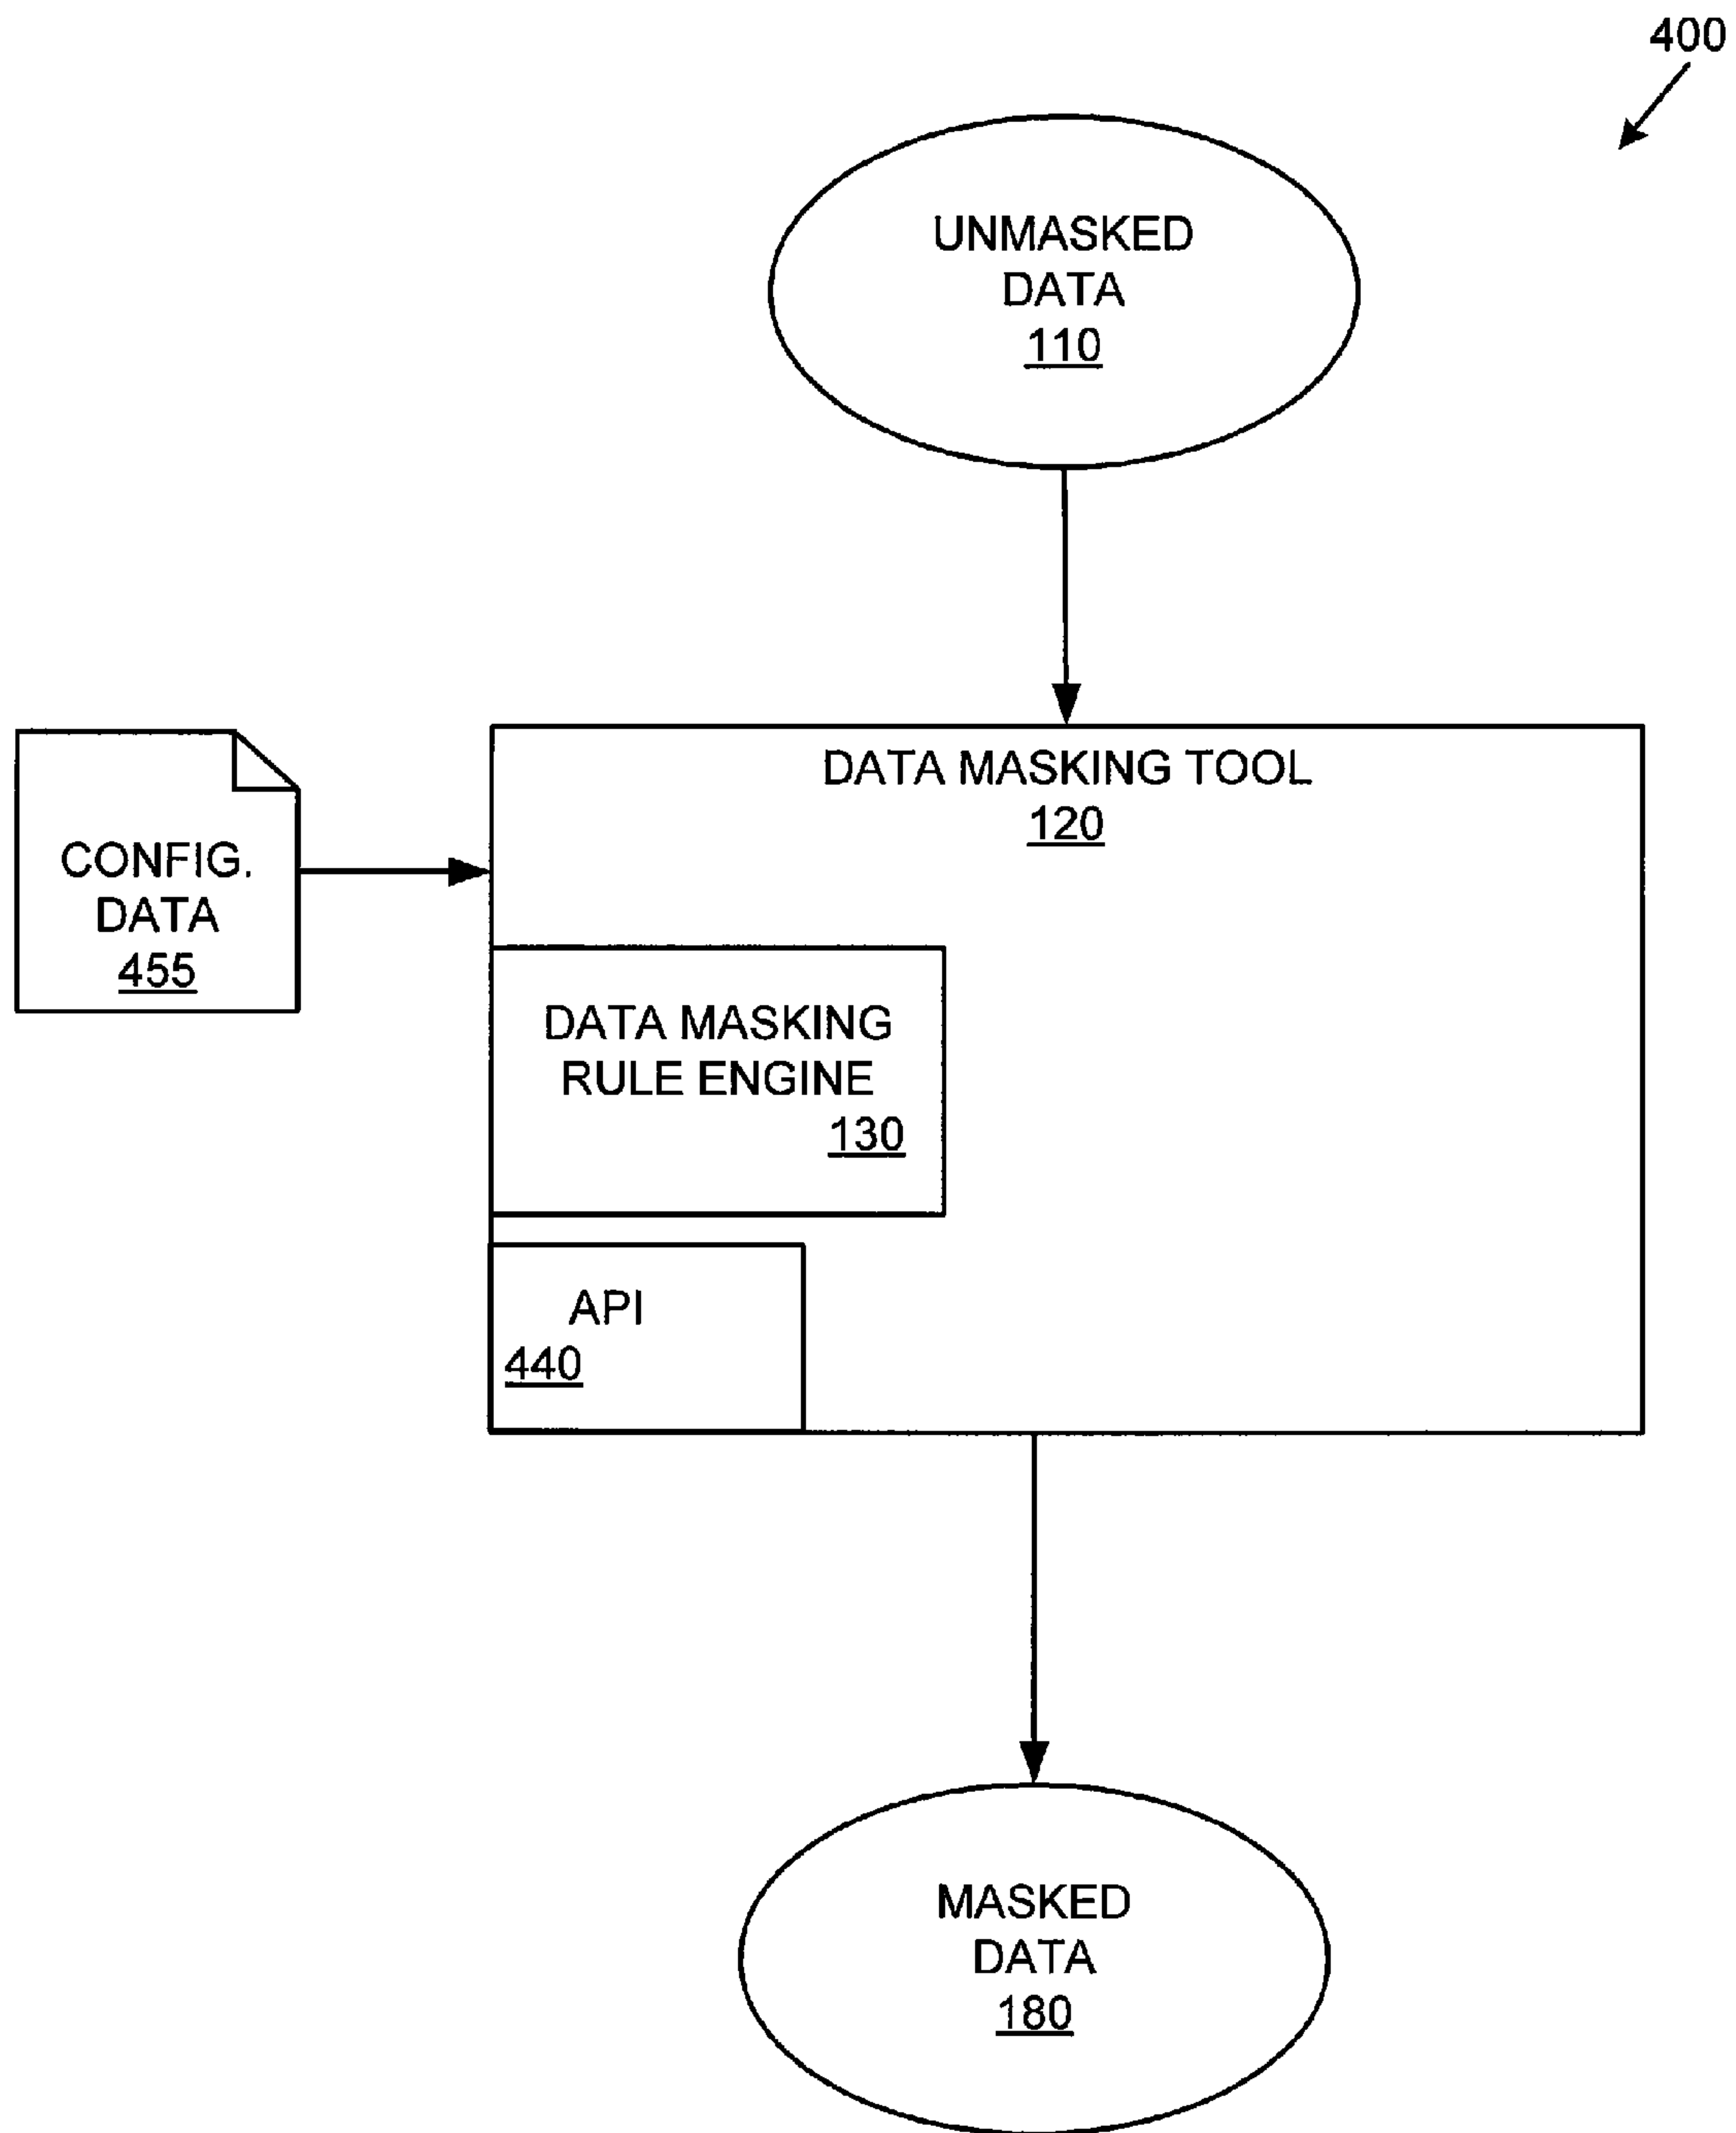 400
UNMASKED
DATA
110
DATA MASKING TOOL
120
CONFIG.
DATA
455
DATA MASKING
RULE ENGINE
130
API
440
MASKED
DATA
180